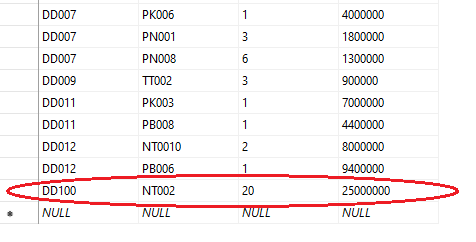 DD007 PK006 1 4000000
DD007 PN001 3 1800000
DD007 PN008 6 1300000
DD009 TT002 3 900000
DD011 PK003 1 7000000
DD011 PB008 1 4400000
DD012 NT0010 2 8000000
DD012 PB006 1 9400000
DD100 NT002 20 25000000
NULL NULL NULL NULL